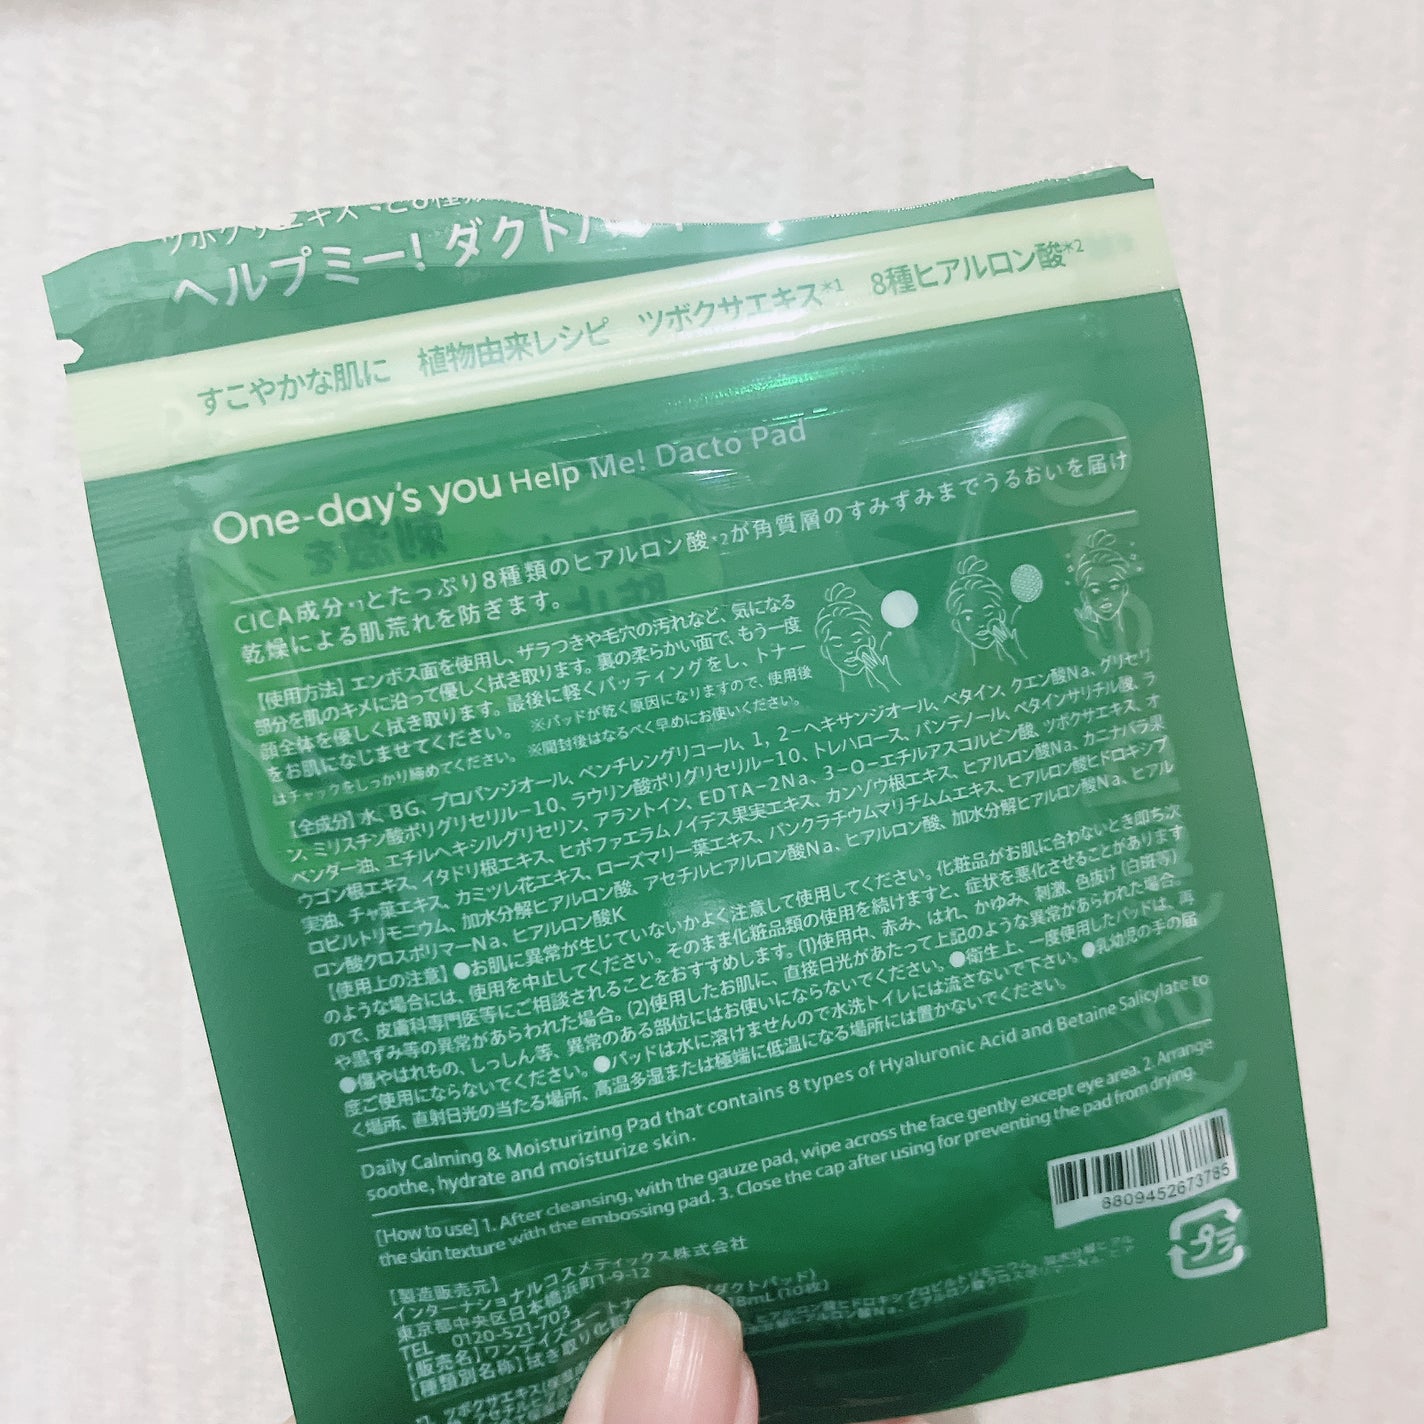 ツボクサエキス
ヘルプミー! ダクトパ
すこやかな肌に 植物由来レシピ ツボクサエキス*1 8種ヒアルロン酸*2
One-day's you Help Me! Dacto Pad
CICA成分*1とたっぷり8種類のヒアルロン酸*2が角質層のすみずみまでうるおいを届け
乾燥による肌荒れを防ぎます。
【使用方法】エンボス面を使用し、ザラつきや毛穴の汚れなど、気になる
部分を肌のキメに沿って優しく拭き取ります。裏の柔らかい面で、もう一度
顔全体を優しく拭き取ります。最後に軽くパッティングをし、トナー
をお肌になじませてください。 ※パッドが乾く原因になりますので、使用後
はチャックをしっかり締めてください。 ※開封後はなるべく早めにお使いください。
【全成分】水、BG、プロパンジオール、ペンチレングリコール、1，2-ヘキサンジオール、ベタイン、クエン酸Na、グリセリ
ン、ミリスチン酸ポリグリセリル-10、ラウリン酸ポリグリセリル-10、トレハロース、パンテノール、ベタインサリチル酸、ラ
ベンダー油、エチルヘキシルグリセリン、アラントイン、EDTA-2Na、3-O-エチルアスコルビン酸、ツボクサエキス、オ
ウゴン根エキス、イタドリ根エキス、ヒポファエラムノイデス果実エキス、カンゾウ根エキス、ヒアルロン酸Na、カニナバラ果
実油、チャ葉エキス、カミツレ花エキス、ローズマリー葉エキス、パンクラチウムマリチムムエキス、ヒアルロン酸ヒドロキシプ
ロピルトリモニウム、加水分解ヒアルロン酸、アセチルヒアルロン酸Na、ヒアルロン酸、加水分解ヒアルロン酸Na、ヒアル
ロン酸クロスポリマーNa、ヒアルロン酸K
【使用上の注意】●お肌に異常が生じていないかよく注意して使用してください。化粧品がお肌に合わないとき即ち次
のような場合には、使用を中止してください。そのまま化粧品類の使用を続けますと、症状を悪化させることがあります
ので、皮膚科専門医等にご相談されることをおすすめします。(1)使用中、赤み、はれ、かゆみ、刺激、色抜け(白斑等)
や黒ずみ等の異常があらわれた場合。(2)使用したお肌に、直接日光があたって上記のような異常があらわれた場合。
●傷やはれもの、しっしん等、異常のある部位にはお使いにならないでください。●衛生上、一度使用したパッドは、再
度ご使用にならないでください。●パッドは水に溶けませんので水洗トイレには流さないで下さい。●乳幼児の手の届
く場所、直射日光の当たる場所、高温多湿または極端に低温になる場所には置かないでください。
Daily Calming & Moisturizing Pad that contains 8 types of Hyaluronic Acid and Betaine Salicylate to
soothe, hydrate and moisturize skin.
[How to use] 1. After cleansing, with the gauze pad, wipe across the face gently except eye area. 2. Arrange
the skin texture with the embossing pad. 3. Close the cap after using for preventing the pad from drying.
8809452673785
プラ
【製造販売元】
インターナショナルコスメティックス株式会社
東京都中央区日本橋浜町1-9-12
TEL 0120-521-703
【販売名】ワンデイズユートナー (ダクトパッド)
【種類別名称】拭き取り化粧 (10枚)